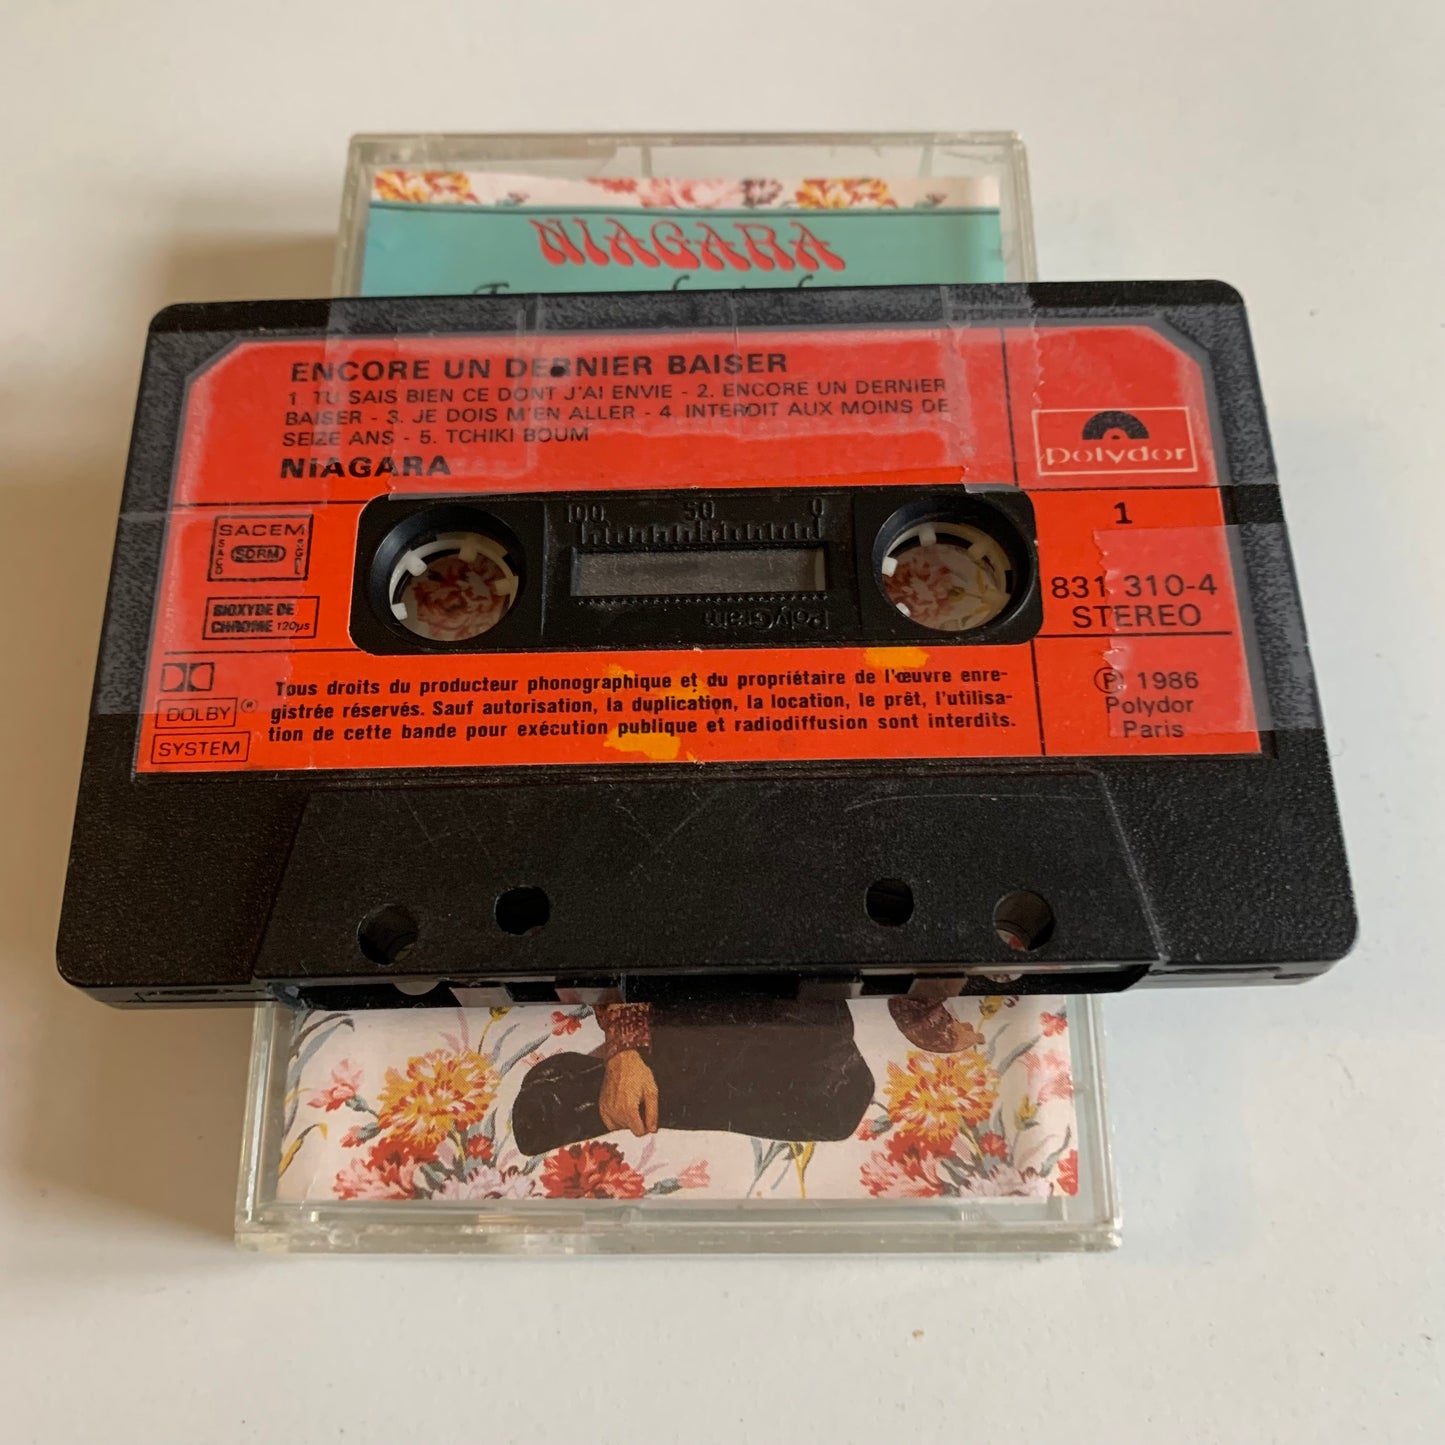 NIAGARA
ENCORE UN DERNIER BAISER
1. TU SAIS BIEN CE DONT J'AI ENVIE - 2. ENCORE UN DERNIER
BAISER - 3. JE DOIS M'EN ALLER - 4. INTERDIT AUX MOINS DE
SEIZE ANS - 5. TCHIKI BOUM
NIAGARA
polydor
1
SACEM
SACD
SDRM
SGDL
BIOXYDE DE
CHROME 120µs
100 50 0
PolyGram
831 310-4
STEREO
DOLBY ®
SYSTEM
Tous droits du producteur phonographique et du propriétaire de l'œuvre enre-
gistrée réservés. Sauf autorisation, la duplication, la location, le prêt, l'utilisa-
tion de cette bande pour exécution publique et radiodiffusion sont interdits.
℗ 1986
Polydor
Paris